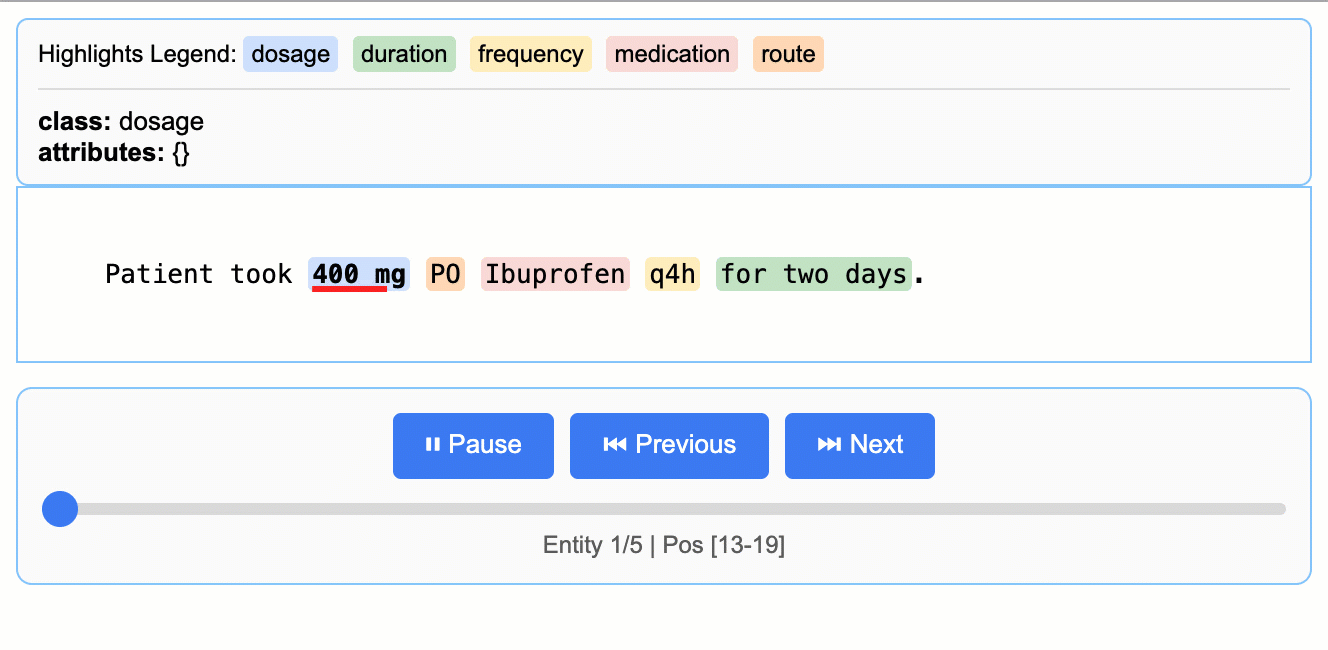 Highlights Legend: dosage duration frequency medication route
class: dosage
attributes: {}
Patient took 400 mg PO Ibuprofen q4h for two days.
⏸ Pause ⏮ Previous ⏭ Next
Entity 1/5 | Pos [13-19]